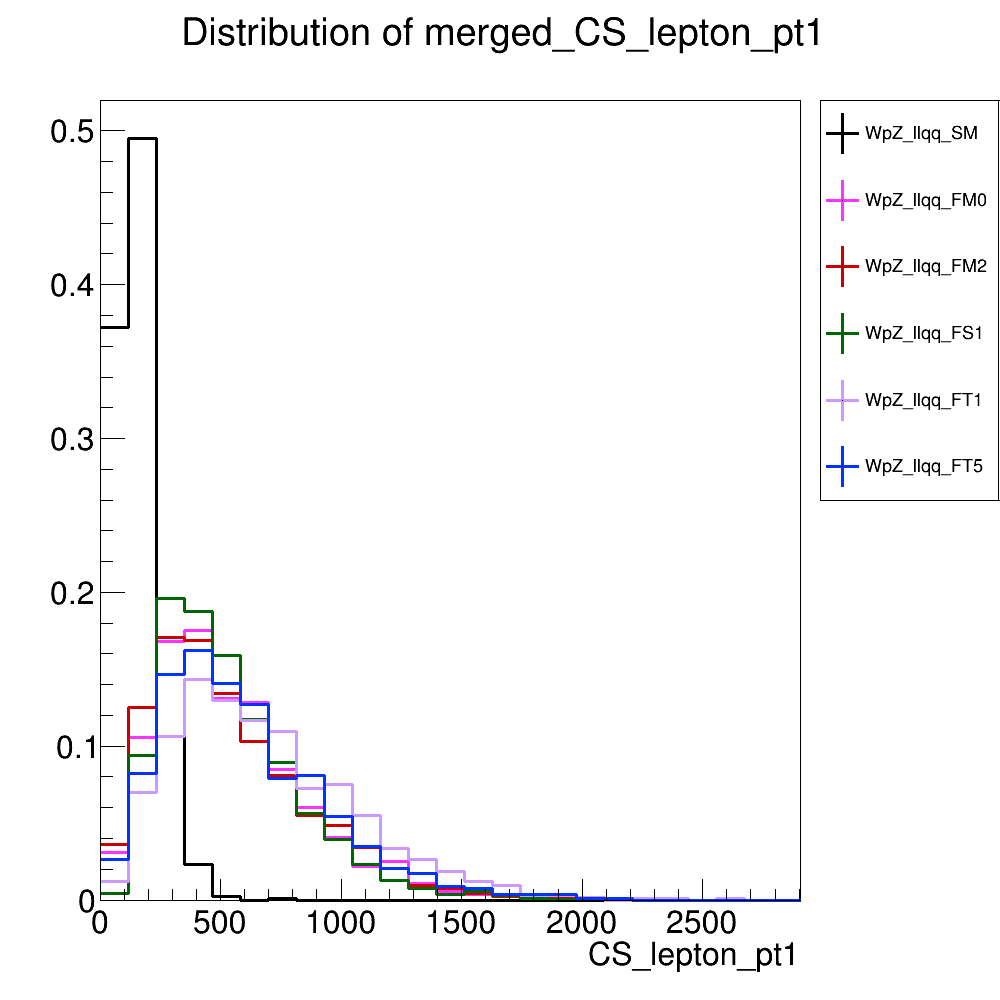 Distribution of merged_CS_lepton_pt1
0.5
0.4
0.3
0.2
0.1
0
0 500 1000 1500 2000 2500
CS_lepton_pt1
WpZ_llqq_SM
WpZ_llqq_FM0
WpZ_llqq_FM2
WpZ_llqq_FS1
WpZ_llqq_FT1
WpZ_llqq_FT5